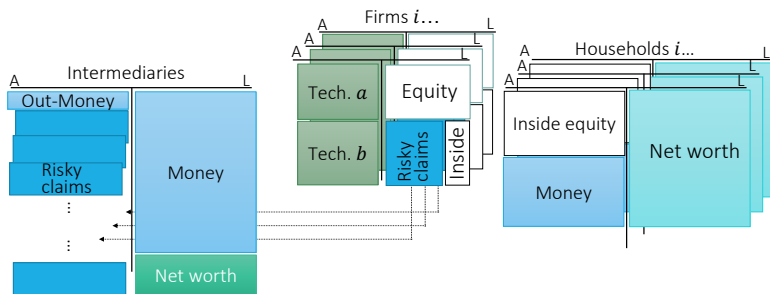 Intermediaries
A
L
Out-Money
Risky
claims
...
...
Money
Net worth
Firms i...
A
A
A
L
L
L
Tech. a
Equity
Tech. b
Risky
claims
Inside
Households i...
A
A
A
L
L
L
Inside equity
Money
Net worth